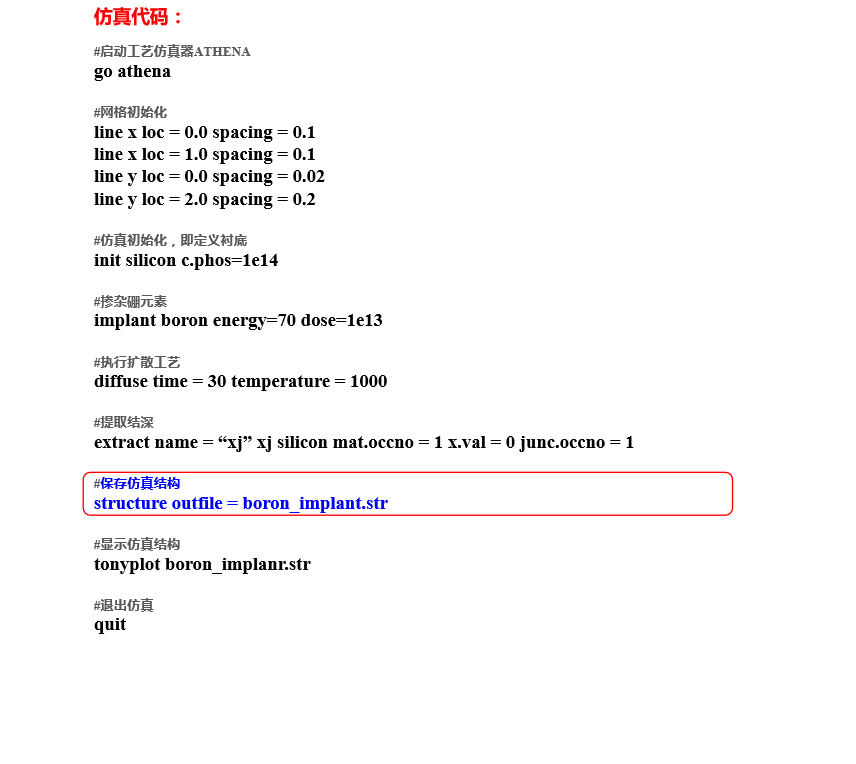 仿真代码：
#启动工艺仿真器ATHENA
go athena
#网格初始化
line x loc = 0.0 spacing = 0.1
line x loc = 1.0 spacing = 0.1
line y loc = 0.0 spacing = 0.02
line y loc = 2.0 spacing = 0.2
#仿真初始化，即定义衬底
init silicon c.phos=1e14
#掺杂硼元素
implant boron energy=70 dose=1e13
#执行扩散工艺
diffuse time = 30 temperature = 1000
#提取结深
extract name = “xj” xj silicon mat.occno = 1 x.val = 0 junc.occno = 1
#保存仿真结构
structure outfile = boron_implant.str
#显示仿真结构
tonyplot boron_implanr.str
#退出仿真
quit